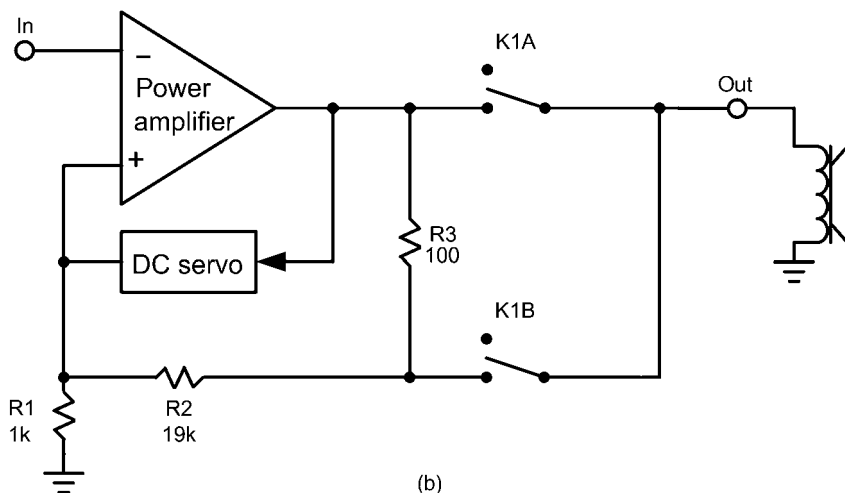 In
K1A
Out
−
Power
amplifier
+
R3
100
DC servo
K1B
R1
1k
R2
19k
(b)